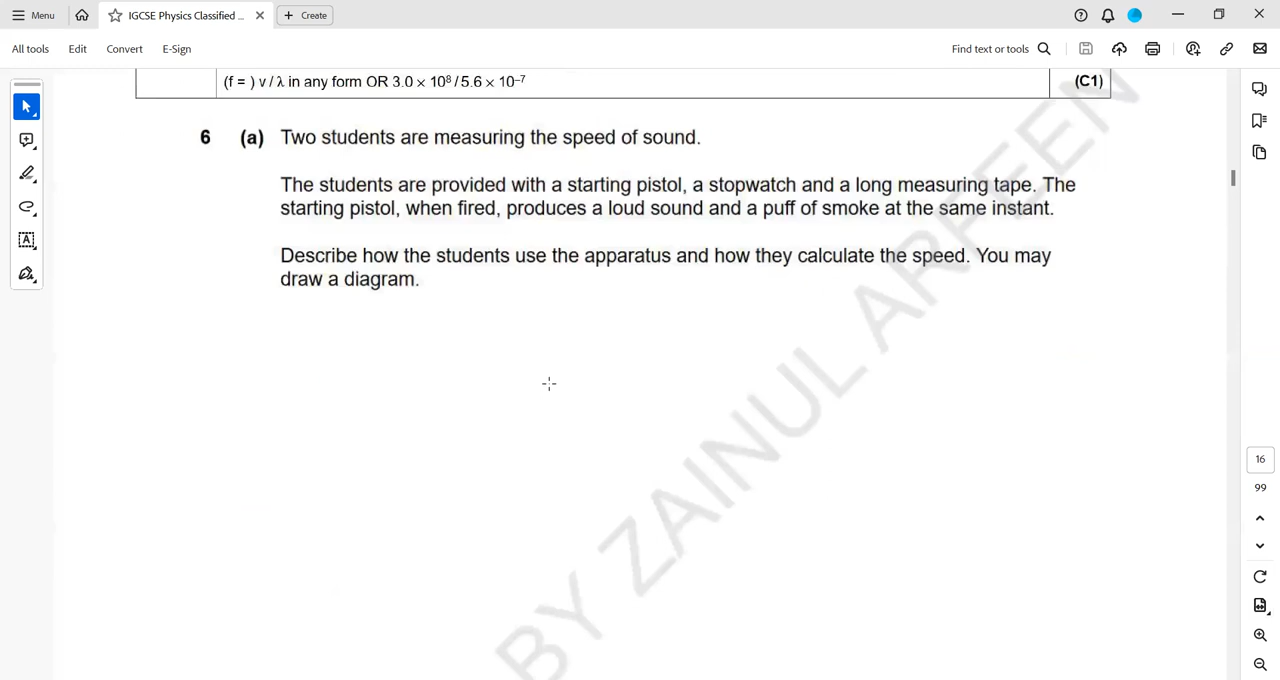 Menu
IGCSE Physics Classified ...
Create
All tools
Edit
Convert
E-Sign
Find text or tools
(f = ) v / λ in any form OR 3.0 × 10⁸ / 5.6 × 10⁻⁷
(C1)
6 (a) Two students are measuring the speed of sound.
The students are provided with a starting pistol, a stopwatch and a long measuring tape. The
starting pistol, when fired, produces a loud sound and a puff of smoke at the same instant.
Describe how the students use the apparatus and how they calculate the speed. You may
draw a diagram.
BY ZAINUL ARFEEN
16
99